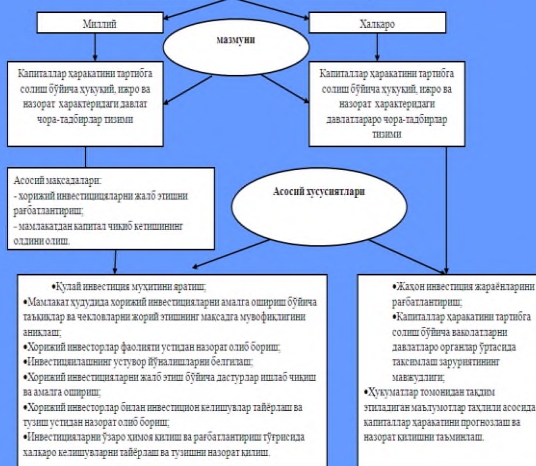 Миллий
Халқаро
мазмуни
Капиталлар ҳаракатини тартибга
солиш бўйича ҳуқуқий, ижро ва
назорат характеридаги давлат
чора-тадбирлар тизими
Капиталлар ҳаракатини тартибга
солиш бўйича ҳуқуқий, ижро ва
назорат характеридаги
давлатлараро чора-тадбирлар
тизими
Асосий мақсадалари:
- хорижий инвестицияларни жалб этишни
рағбатлантириш;
- мамлакатдан капитал чиқиб кетишининг
олдини олиш.
Асосий хусусиятлари
•Қулай инвестиция муҳитини яратиш;
•Мамлакат ҳудудида хорижий инвестицияларни амалга ошириш бўйича
таъқиқлар ва чекловларни жорий этишнинг мақсадга мувофиқлигини
аниқлаш;
•Хорижий инвесторлар фаолияти устидан назорат олиб бориш;
•Инвестициялашнинг устувор йўналишларни белгилаш;
•Хорижий инвестицияларни жалб этиш бўйича дастурлар ишлаб чиқиш
ва амалга ошириш;
•Хорижий инвесторлар билан инвестицион келишувлар тайёрлаш ва
тузиш устидан назорат олиб бориш;
•Инвестицияларни ўзаро ҳимоя қилиш ва рағбатлантириш тўғрисида
халқаро келишувларни тайёрлаш ва тузишни назорат қилиш.
•Жаҳон инвестиция жараёнларини
рағбатлантириш;
•Капиталлар ҳаракатини тартибга
солиш бўйича ваколатларни
давлатларо органлар ўртасида
тақсимлаш заруриятининг
мавжудлиги;
•Ҳукуматлар томонидан тақдим
этиладиган маълумотлар таҳлили асосида
капиталлар ҳаракатини прогнозлаш ва
назорат қилишни таъминлаш.